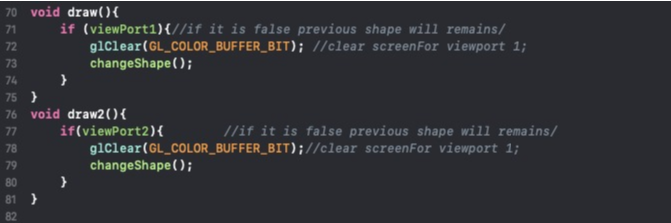 70 void draw(){
71 if (viewPort1){//if it is false previous shape will remains/
72 glClear(GL_COLOR_BUFFER_BIT); //clear screenFor viewport 1;
73 changeShape();
74 }
75 }
76 void draw2(){
77 if(viewPort2){ //if it is false previous shape will remains/
78 glClear(GL_COLOR_BUFFER_BIT);//clear screenFor viewport 1;
79 changeShape();
80 }
81 }
82